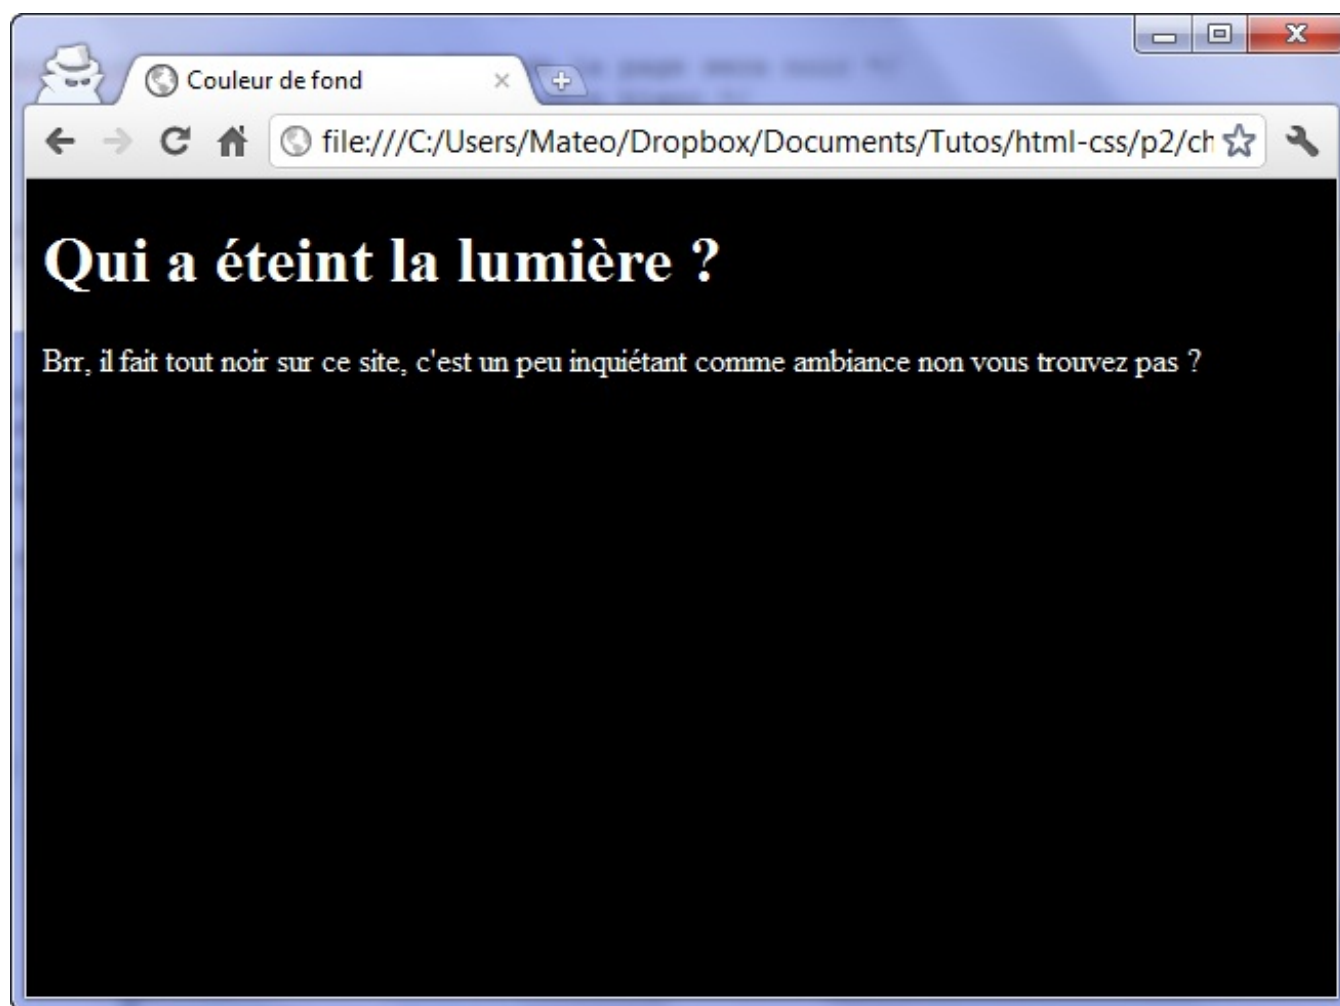 Couleur de fond
file:///C:/Users/Mateo/Dropbox/Documents/Tutos/html-css/p2/ch
Qui a éteint la lumière ?
Brr, il fait tout noir sur ce site, c'est un peu inquiétant comme ambiance non vous trouvez pas ?